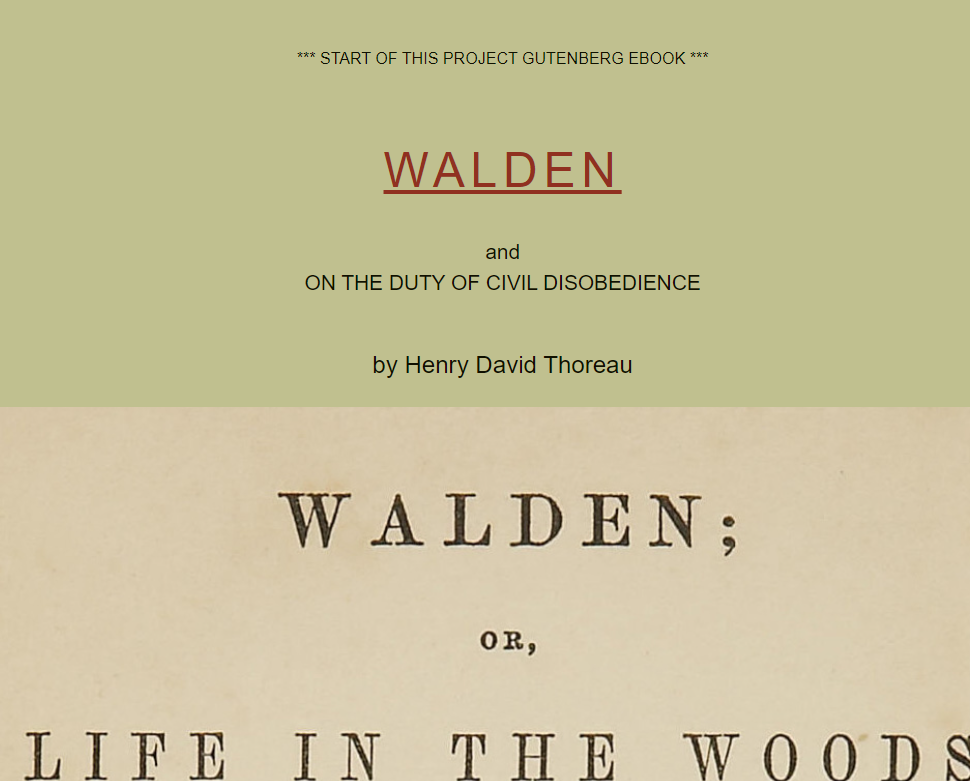 *** START OF THIS PROJECT GUTENBERG EBOOK ***
WALDEN
and
ON THE DUTY OF CIVIL DISOBEDIENCE
by Henry David Thoreau
WALDEN;
OR,
LIFE IN THE WOODS